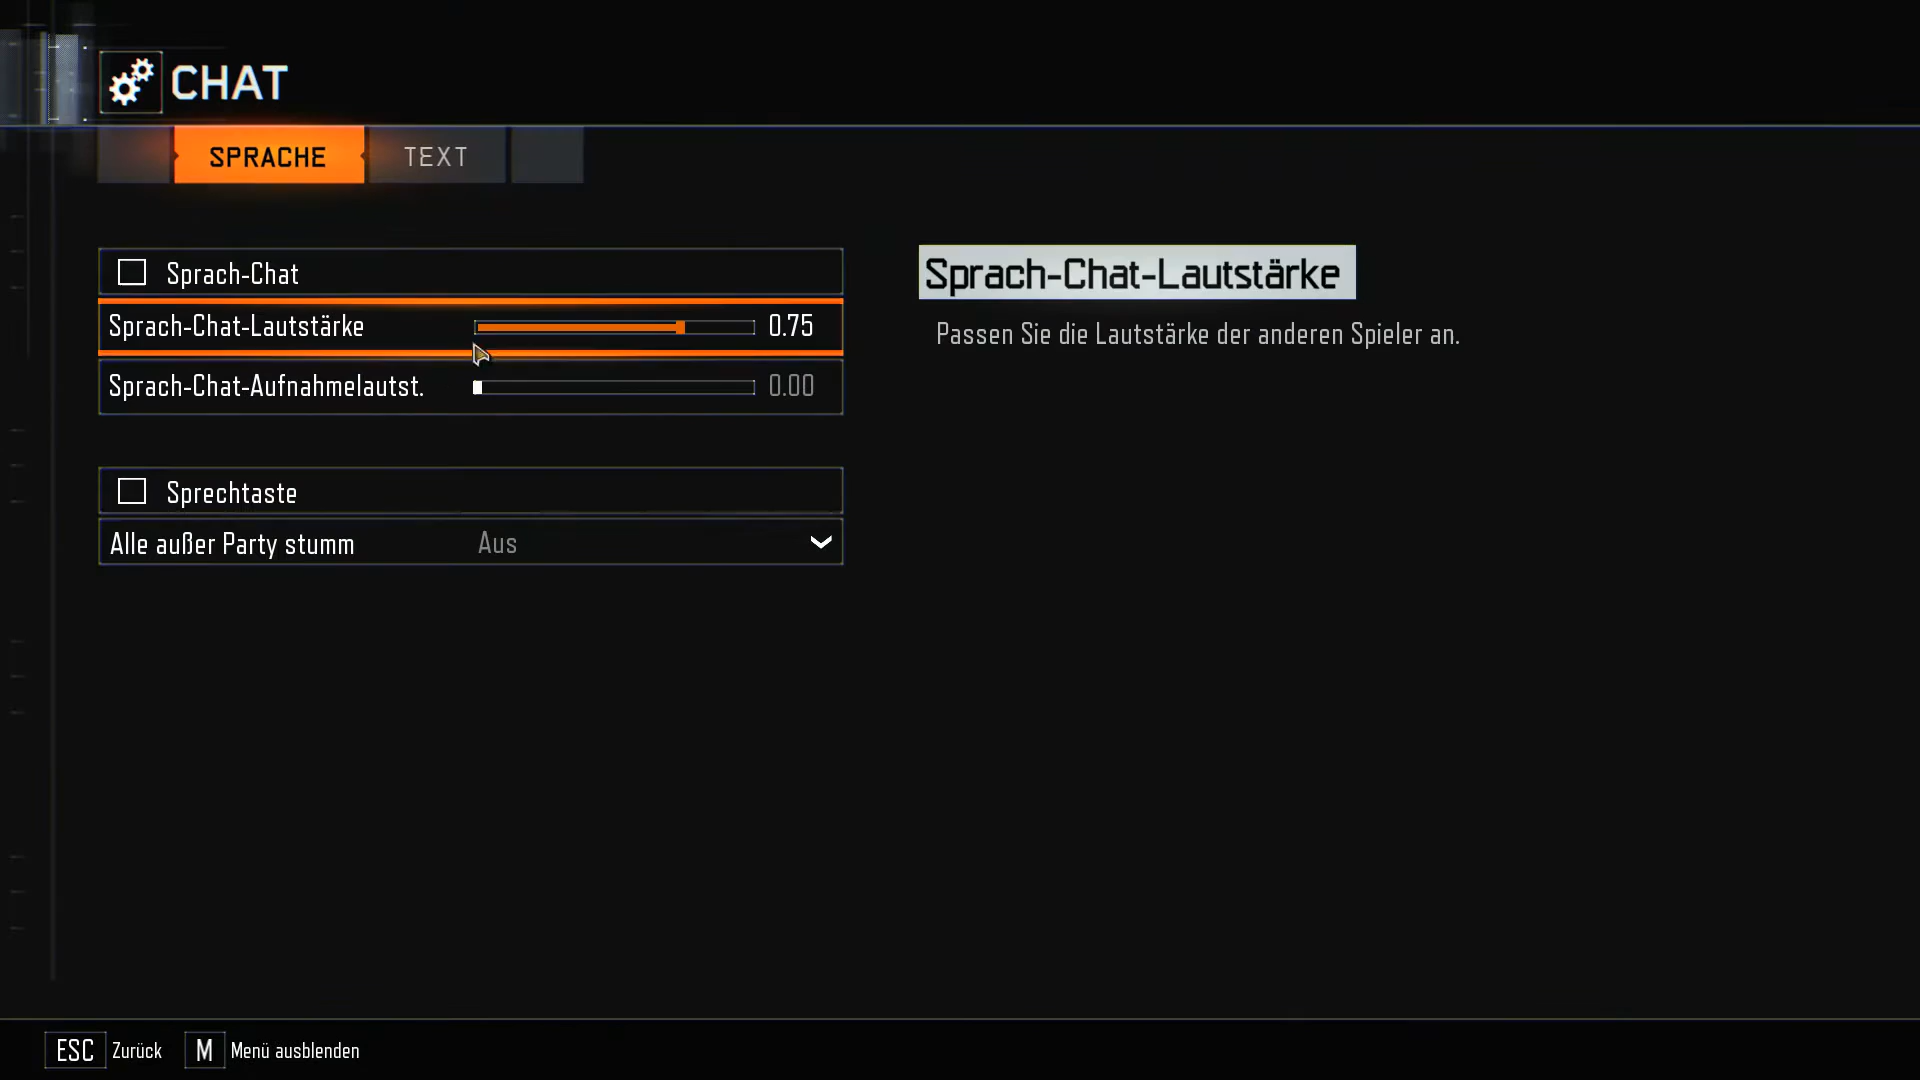 CHAT
SPRACHE
TEXT
Sprach-Chat
Sprach-Chat-Lautstärke 0.75
Sprach-Chat-Aufnahmelautst. 0.00
Sprechtaste
Alle außer Party stumm Aus
Sprach-Chat-Lautstärke
Passen Sie die Lautstärke der anderen Spieler an.
ESC Zurück M Menü ausblenden